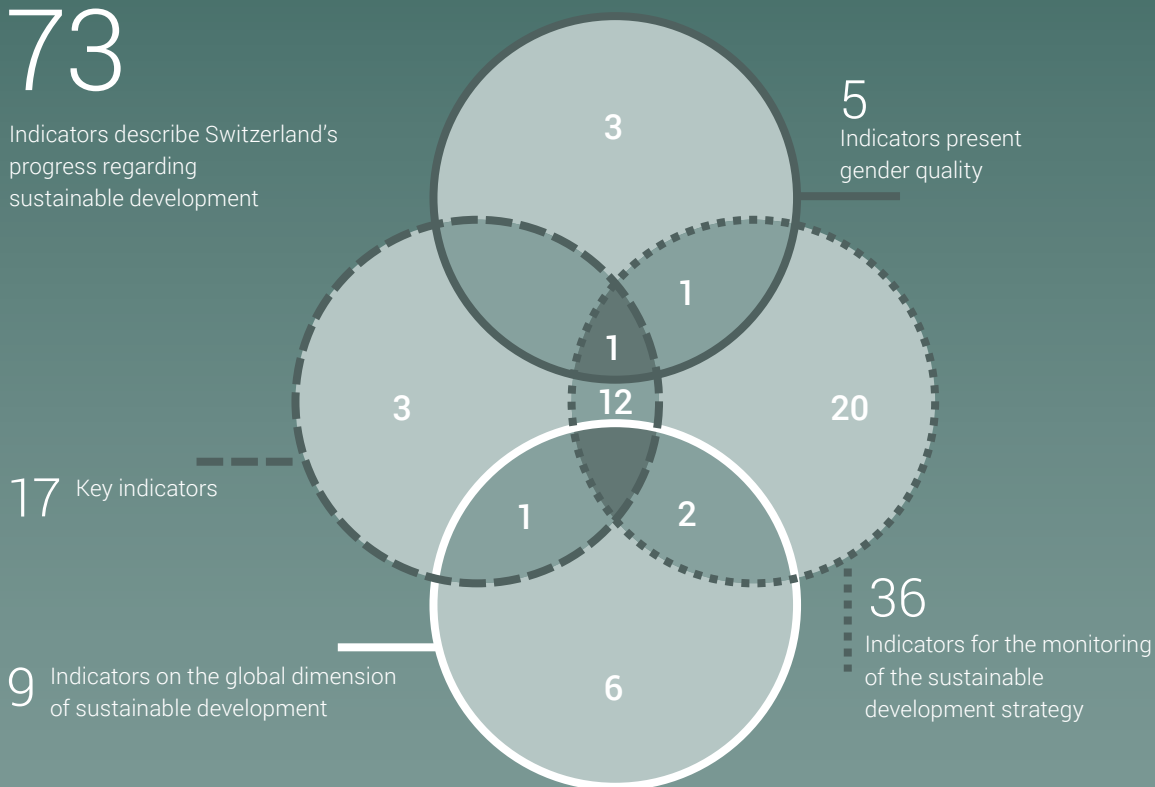 73
Indicators describe Switzerland's
progress regarding
sustainable development
5
Indicators present
gender quality
3
1
1
12
3
20
1
2
6
17 Key indicators
36
Indicators for the monitoring
of the sustainable
development strategy
9 Indicators on the global dimension
of sustainable development